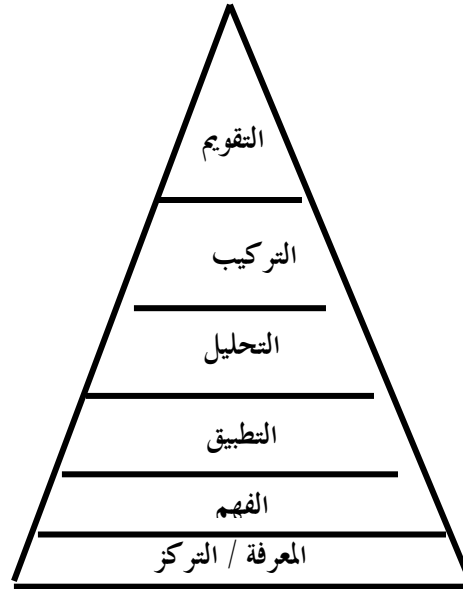 التقويم
التركيب
التحليل
التطبيق
الفهم
المعرفة / التركز